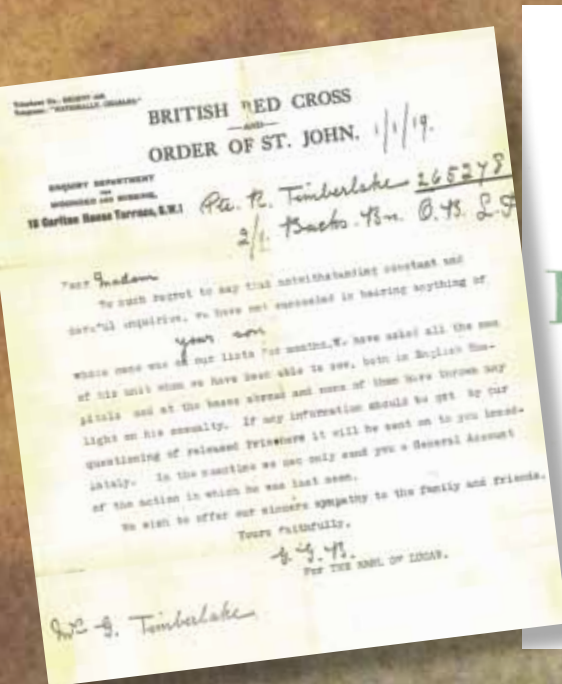 BRITISH RED CROSS
—AND—
ORDER OF ST. JOHN. 1/1/19.
ENQUIRY DEPARTMENT
FOR
WOUNDED AND MISSING,
18 Carlton House Terrace, S.W.1
Pte. R. Timberlake 265278
2/1. Bucks. Bn. O.B. L.I
Dear Madam
We much regret to say that notwithstanding constant and
careful enquiries, we have not succeeded in hearing anything of
your son
whose name was on our lists for months. We have asked all the men
of his unit whom we have been able to see, both in English Hos-
pitals and at the bases abroad and none of them have thrown any
light on his casualty. If any information should be got by our
questioning of released Prisoners it will be sent on to you immed-
iately. In the meantime we can only send you a General Account
of the action in which he was last seen.
We wish to offer our sincere sympathy to the family and friends.
Yours faithfully,
For THE EARL OF LUCAN.
Timberlake